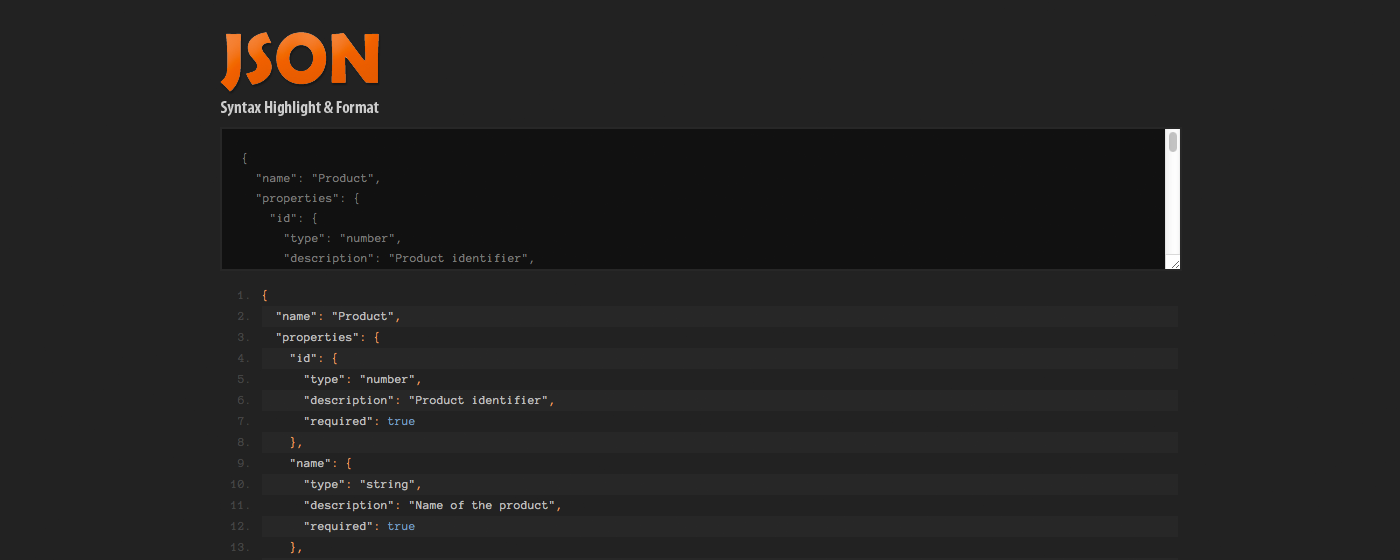 JSON
Syntax Highlight & Format
{
"name": "Product",
"properties": {
"id": {
"type": "number",
"description": "Product identifier",
1. {
2. "name": "Product",
3. "properties": {
4. "id": {
5. "type": "number",
6. "description": "Product identifier",
7. "required": true
8. },
9. "name": {
10. "type": "string",
11. "description": "Name of the product",
12. "required": true
13. },